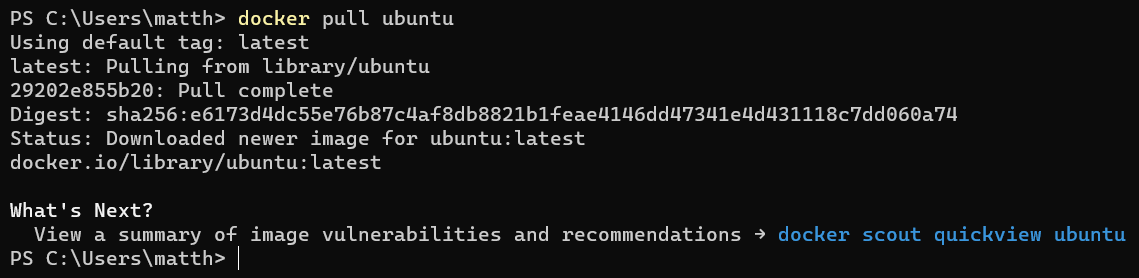 PS C:\Users\matth> docker pull ubuntu
Using default tag: latest
latest: Pulling from library/ubuntu
29202e855b20: Pull complete
Digest: sha256:e6173d4dc55e76b87c4af8db8821b1feae4146dd47341e4d431118c7dd060a74
Status: Downloaded newer image for ubuntu:latest
docker.io/library/ubuntu:latest

What's Next?
  View a summary of image vulnerabilities and recommendations → docker scout quickview ubuntu
PS C:\Users\matth>